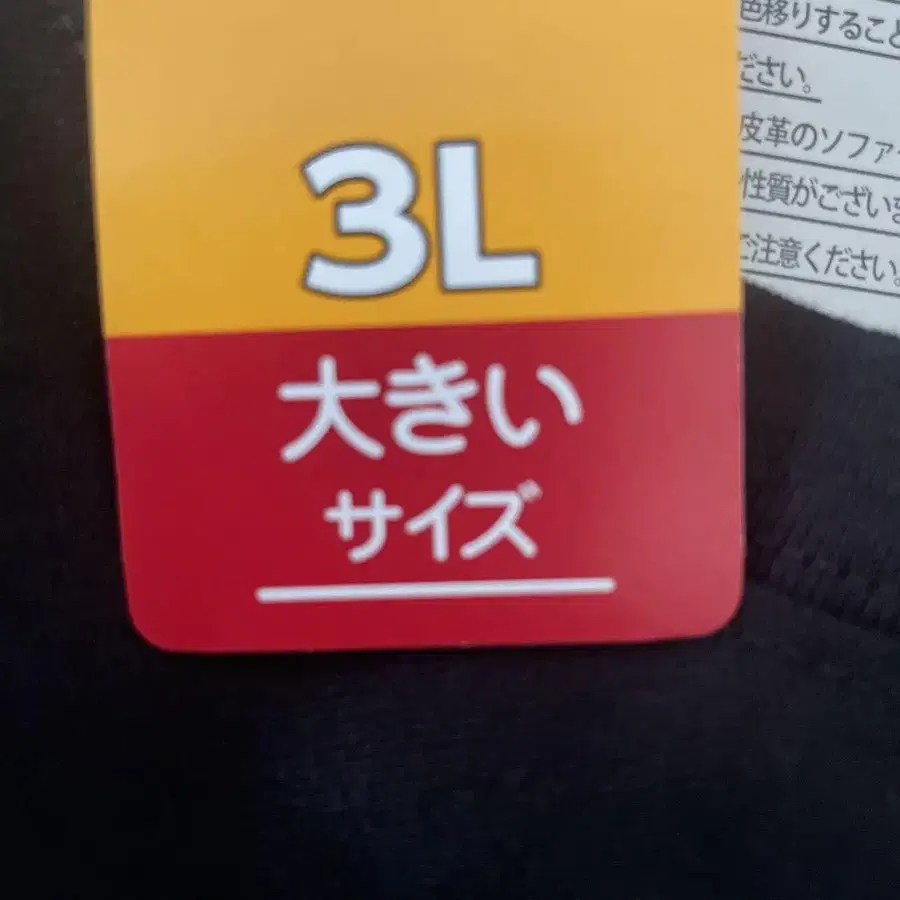 3L
大きい
サイズ
色移りすること
ださい。
皮革のソファ
性質がございま
ご注意ください。